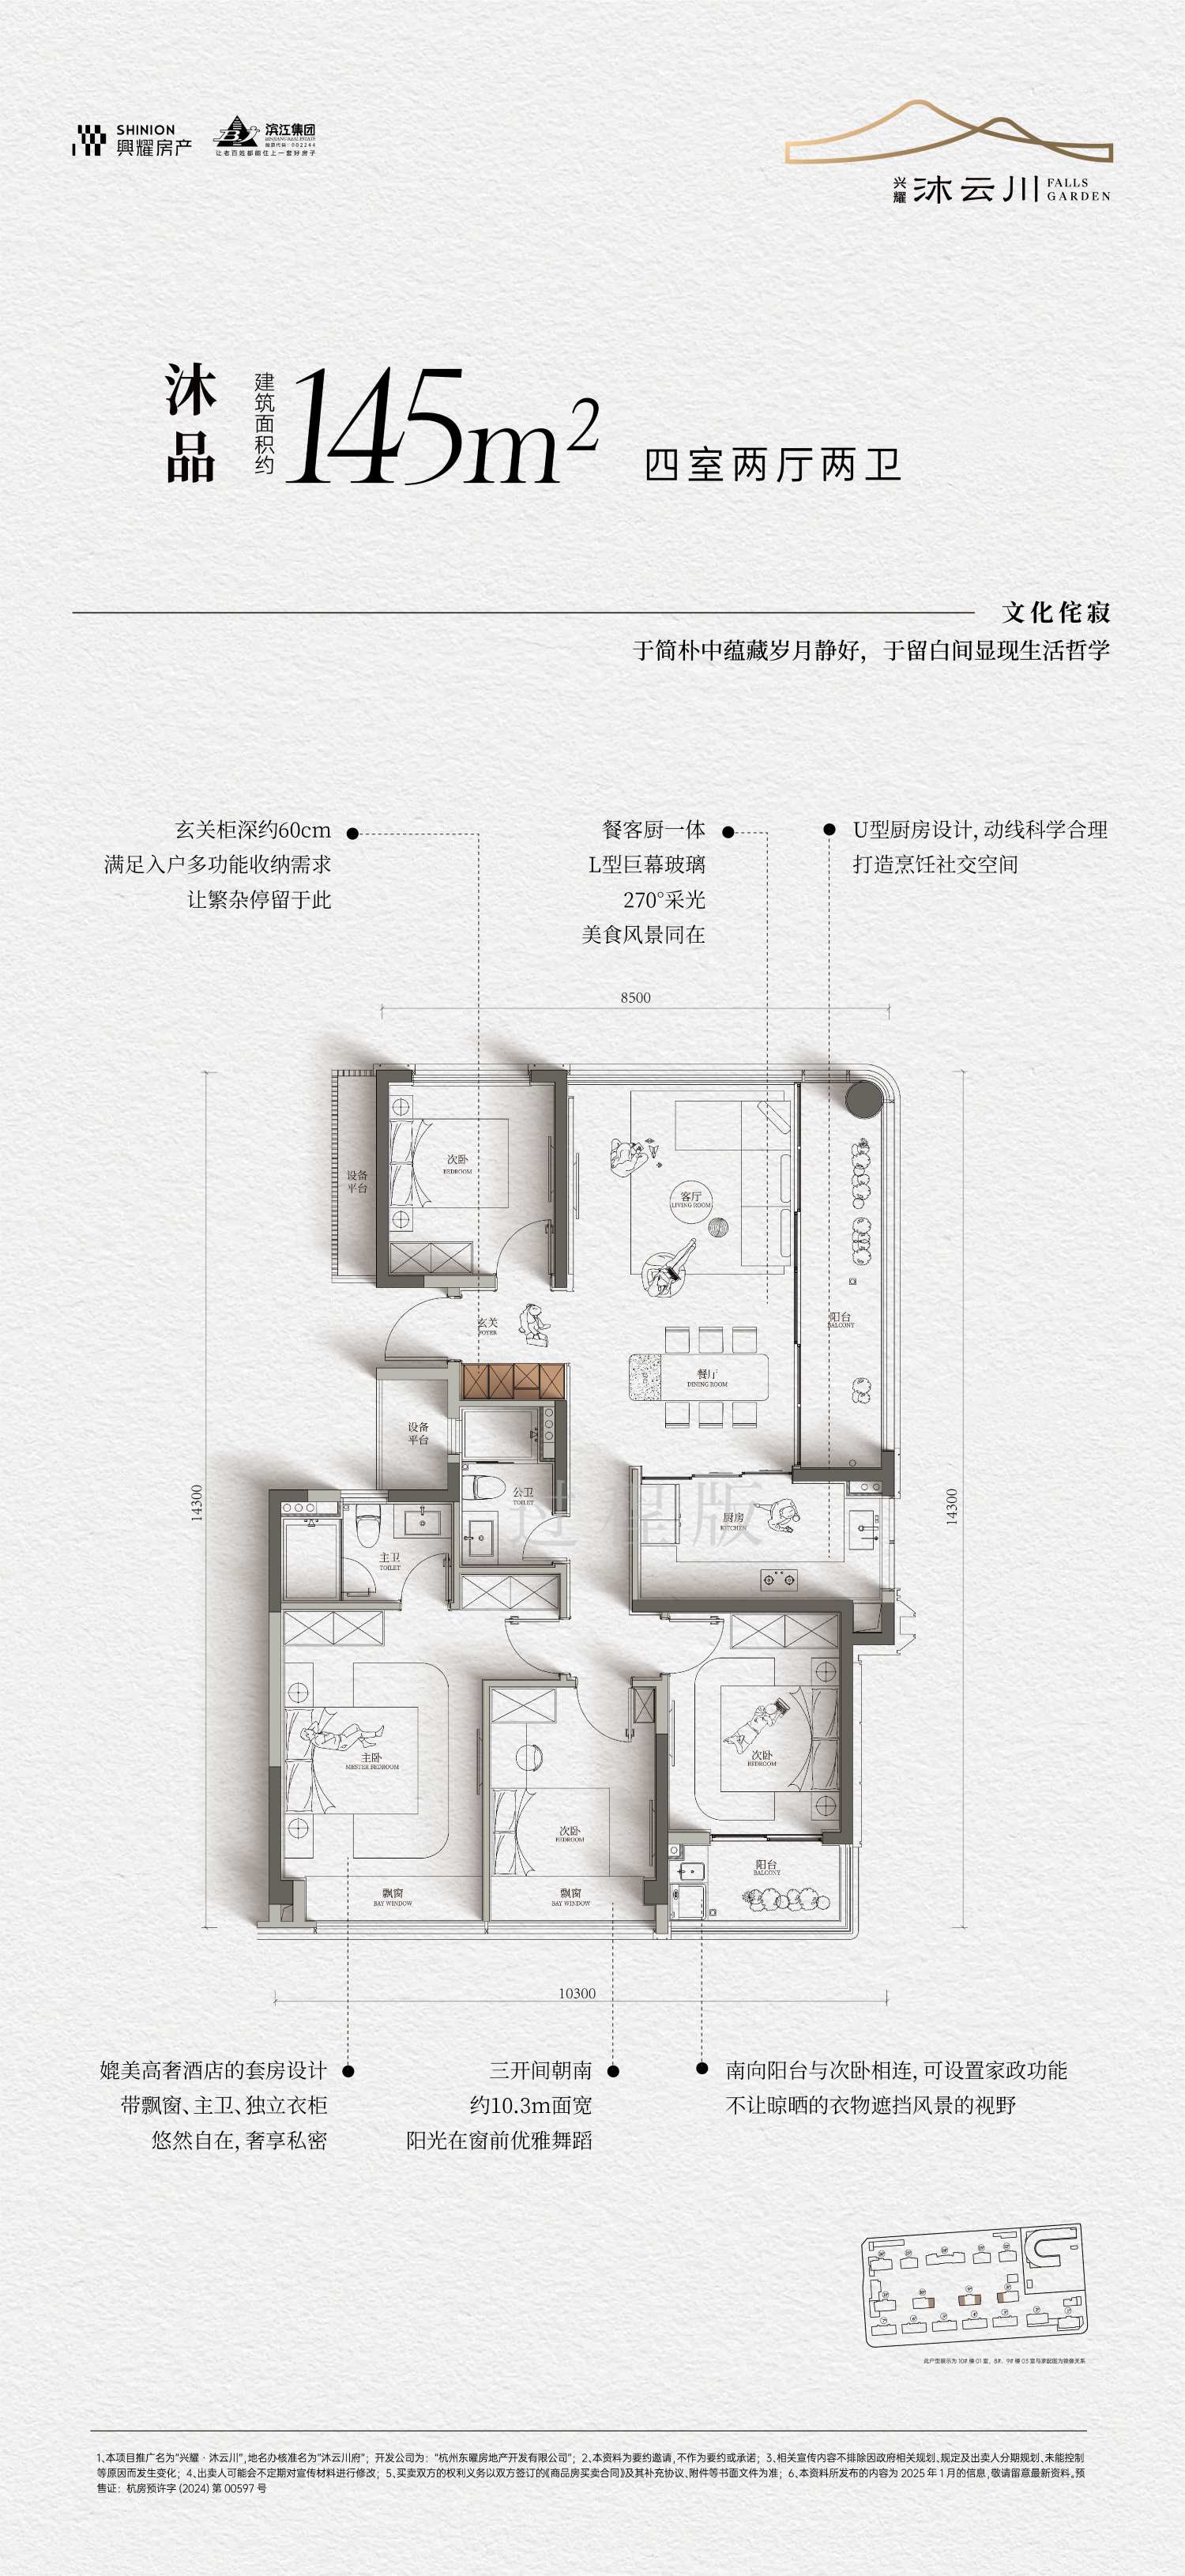 SHINION
興耀房产
滨江集团
BINJIANG REAL ESTATE
股票代码：002244
让老百姓都能住上一套好房子
兴耀
沐云川
FALLS
GARDEN
沐品
建筑面积约
145m²
四室两厅两卫
文化侘寂
于简朴中蕴藏岁月静好，于留白间显现生活哲学
玄关柜深约60cm
满足入户多功能收纳需求
让繁杂停留于此
餐客厨一体
L型巨幕玻璃
270°采光
美食风景同在
U型厨房设计，动线科学合理
打造烹饪社交空间
8500
次卧
BEDROOM
设备
平台
客厅
LIVING ROOM
玄关
FOYER
阳台
BALCONY
餐厅
DINING ROOM
设备
平台
14300
14300
公卫
TOILET
厨房
KITCHEN
主卫
TOILET
主卧
MESTER BEDROOM
次卧
BEDROOM
次卧
BEDROOM
阳台
BALCONY
飘窗
BAY WINDOW
飘窗
BAY WINDOW
10300
媲美高奢酒店的套房设计
带飘窗、主卫、独立衣柜
悠然自在，奢享私密
三开间朝南
约10.3m面宽
阳光在窗前优雅舞蹈
南向阳台与次卧相连，可设置家政功能
不让晾晒的衣物遮挡风景的视野
1、本项目推广名为“兴耀·沐云川”，地名办核准名为“沐云川府”；开发公司为：“杭州东曜房地产开发有限公司”；2、本资料为要约邀请，不作为要约或承诺；3、相关宣传内容不排除因政府相关规划、规定及出卖人分期规划、未能控制
等原因而发生变化；4、出卖人可能会不定期对宣传材料进行修改；5、买卖双方的权利义务以双方签订的《商品房买卖合同》及其补充协议、附件等书面文件为准；6、本资料所发布的内容为 2025 年 1 月的信息，敬请留意最新资料。预
售证：杭房预许字 (2024) 第 00597 号